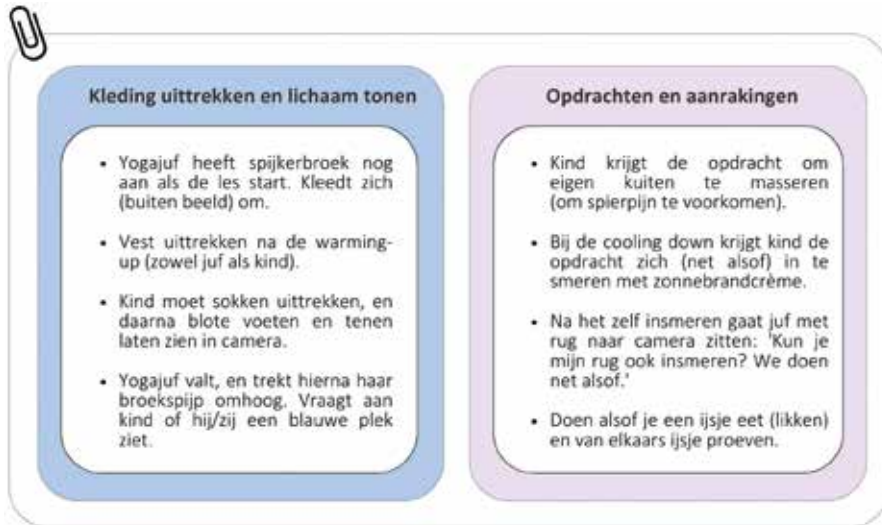 Kleding uittrekken en lichaam tonen
• Yogajuf heeft spijkerbroek nog
aan als de les start. Kleedt zich
(buiten beeld) om.
• Vest uittrekken na de warming-
up (zowel juf als kind).
• Kind moet sokken uittrekken, en
daarna blote voeten en tenen
laten zien in camera.
• Yogajuf valt, en trekt hierna haar
broekspijp omhoog. Vraagt aan
kind of hij/zij een blauwe plek
ziet.
Opdrachten en aanrakingen
• Kind krijgt de opdracht om
eigen kuiten te masseren
(om spierpijn te voorkomen).
• Bij de cooling down krijgt kind de
opdracht zich (net alsof) in te
smeren met zonnebrandcrème.
• Na het zelf insmeren gaat juf met
rug naar camera zitten: 'Kun je
mijn rug ook insmeren? We doen
net alsof.'
• Doen alsof je een ijsje eet (likken)
en van elkaars ijsje proeven.